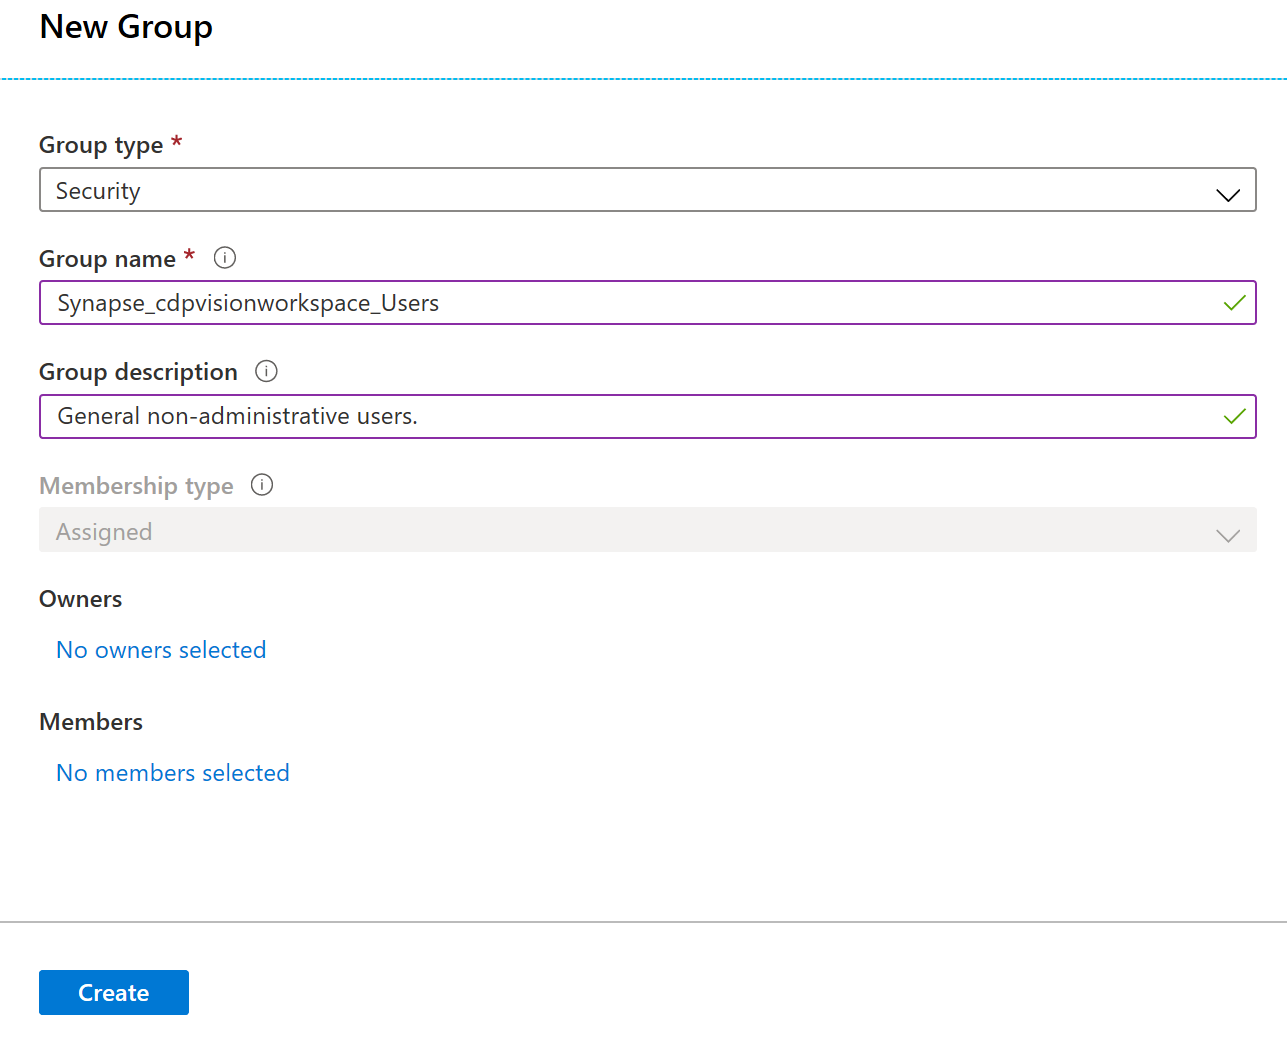 New Group
Group type *
Security
Group name *
Synapse_cdpvisionworkspace_Users
Group description
General non-administrative users.
Membership type
Assigned
Owners
No owners selected
Members
No members selected
Create